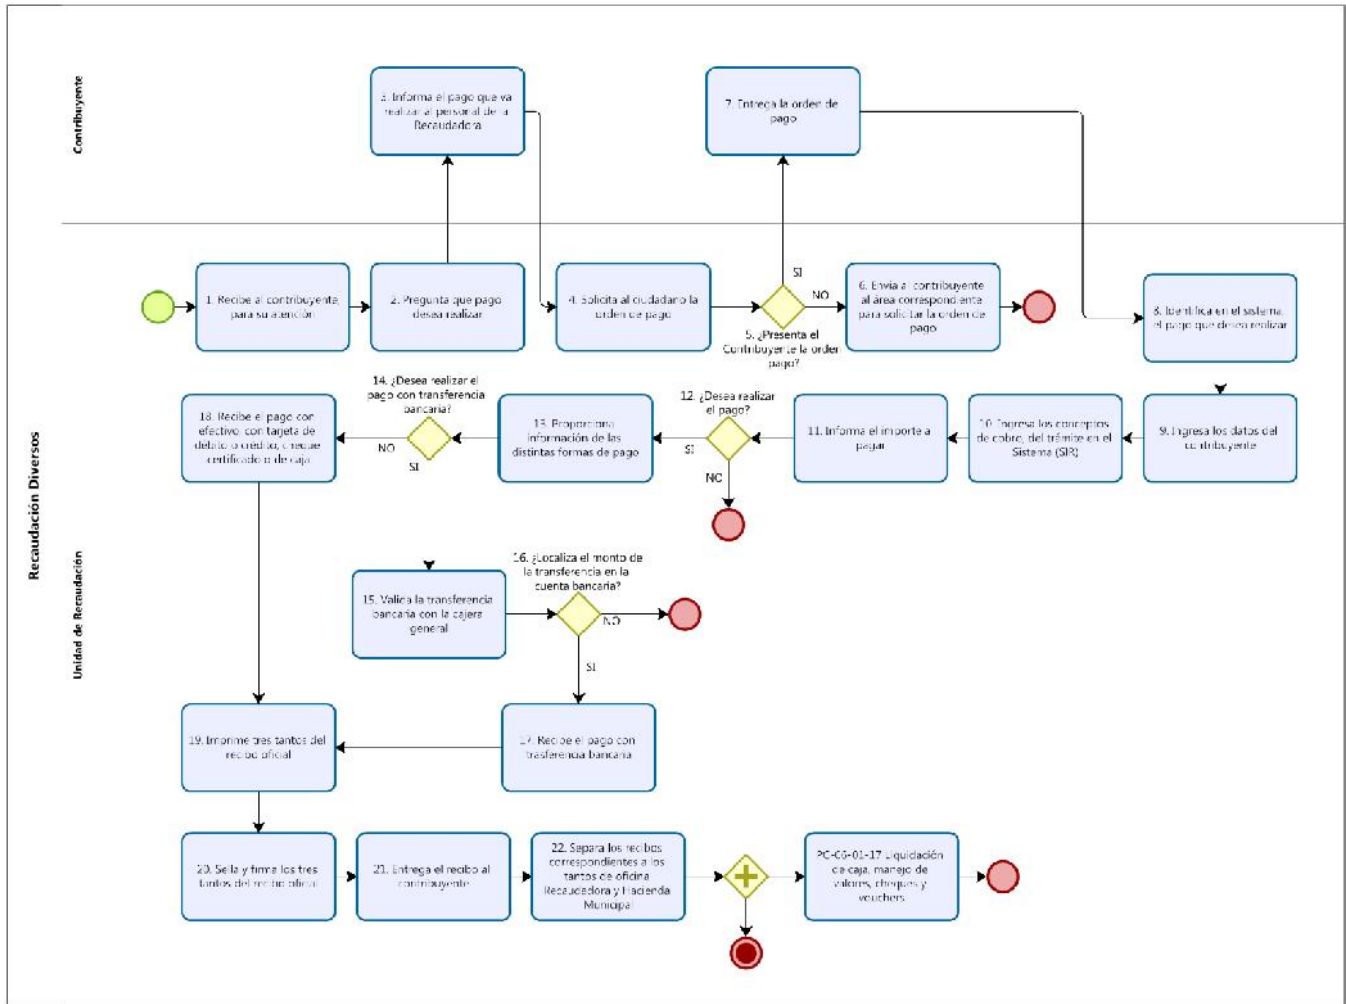 Recaudación Diversos
Contribuyente
3. Informa el pago que va
realizar al personal de la
Recaudadora
7. Entrega la orden de
pago
Unidad de Recaudación
1. Recibe al contribuyente,
para su atención
2. Pregunta que pago
desea realizar
4. Solicita al ciudadano la
orden de pago
SI
NO
5. ¿Presenta el
Contribuyente la orden
pago?
6. Envía al contribuyente
al área correspondiente
para solicitar la orden de
pago
8. Identifica en el sistema,
el pago que desea realizar
9. Ingresa los datos del
contribuyente
10. Ingresa los conceptos
de cobro, del trámite en el
Sistema (SIR)
11. Informa el importe a
pagar
12. ¿Desea realizar
el pago?
SI
NO
13. Proporciona
información de las
distintas formas de pago
14. ¿Desea realizar el
pago con transferencia
bancaria?
NO
SI
18. Recibe el pago con
efectivo, con tarjeta de
débito o crédito, cheque
certificado o de caja
15. Valida la transferencia
bancaria con la cajera
general
16. ¿Localiza el monto de
la transferencia en la
cuenta bancaria?
NO
SI
17. Recibe el pago con
trasferencia bancaria
19. Imprime tres tantos del
recibo oficial
20. Sella y firma los tres
tantos del recibo oficial
21. Entrega el recibo al
contribuyente
22. Separa los recibos
correspondientes a los
tantos de oficina
Recaudadora y Hacienda
Municipal
PC-06-01-17 Liquidación
de caja, manejo de
valores, cheques y
vouchers